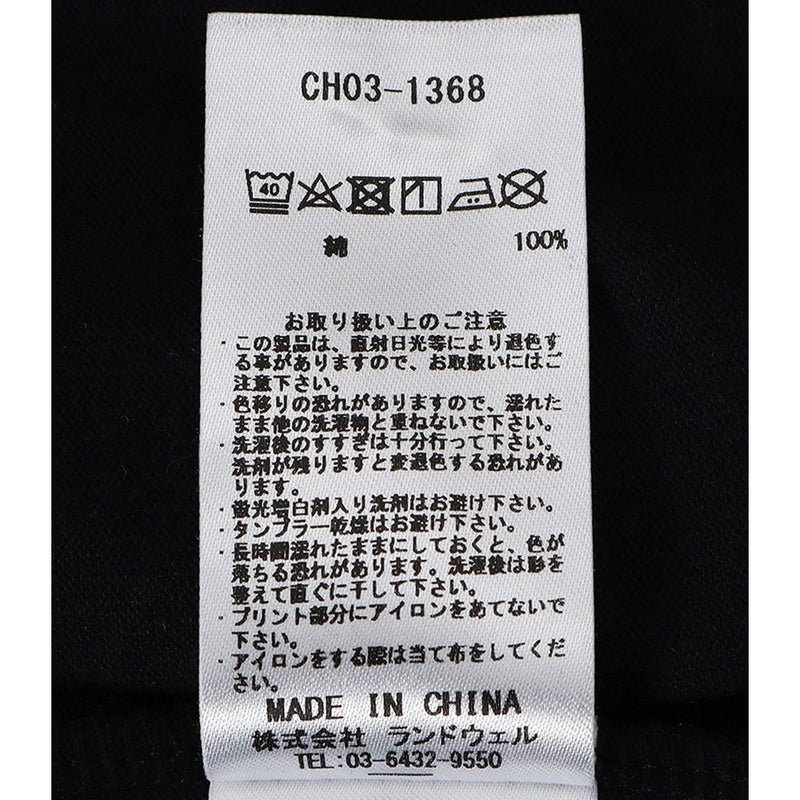 CH03-1368
40
綿 100%
お取り扱い上のご注意
・この製品は、直射日光等により退色す
る事がありますので、お取扱いにはご
注意下さい。
・色移りの恐れがありますので、濡れた
まま他の洗濯物と重ねないで下さい。
・洗濯後のすすぎは十分行って下さい。
洗剤が残りますと変退色する恐れがあ
ります。
・蛍光増白剤入り洗剤はお避け下さい。
・タンブラー乾燥はお避け下さい。
・長時間濡れたままにしておくと、色が
落ちる恐れがあります。洗濯後は形を
整えて直ぐに干して下さい。
・プリント部分にアイロンをあてないで
下さい。
・アイロンをする際は当て布をしてくだ
さい。
MADE IN CHINA
株式会社 ランドウェル
TEL:03-6432-9550